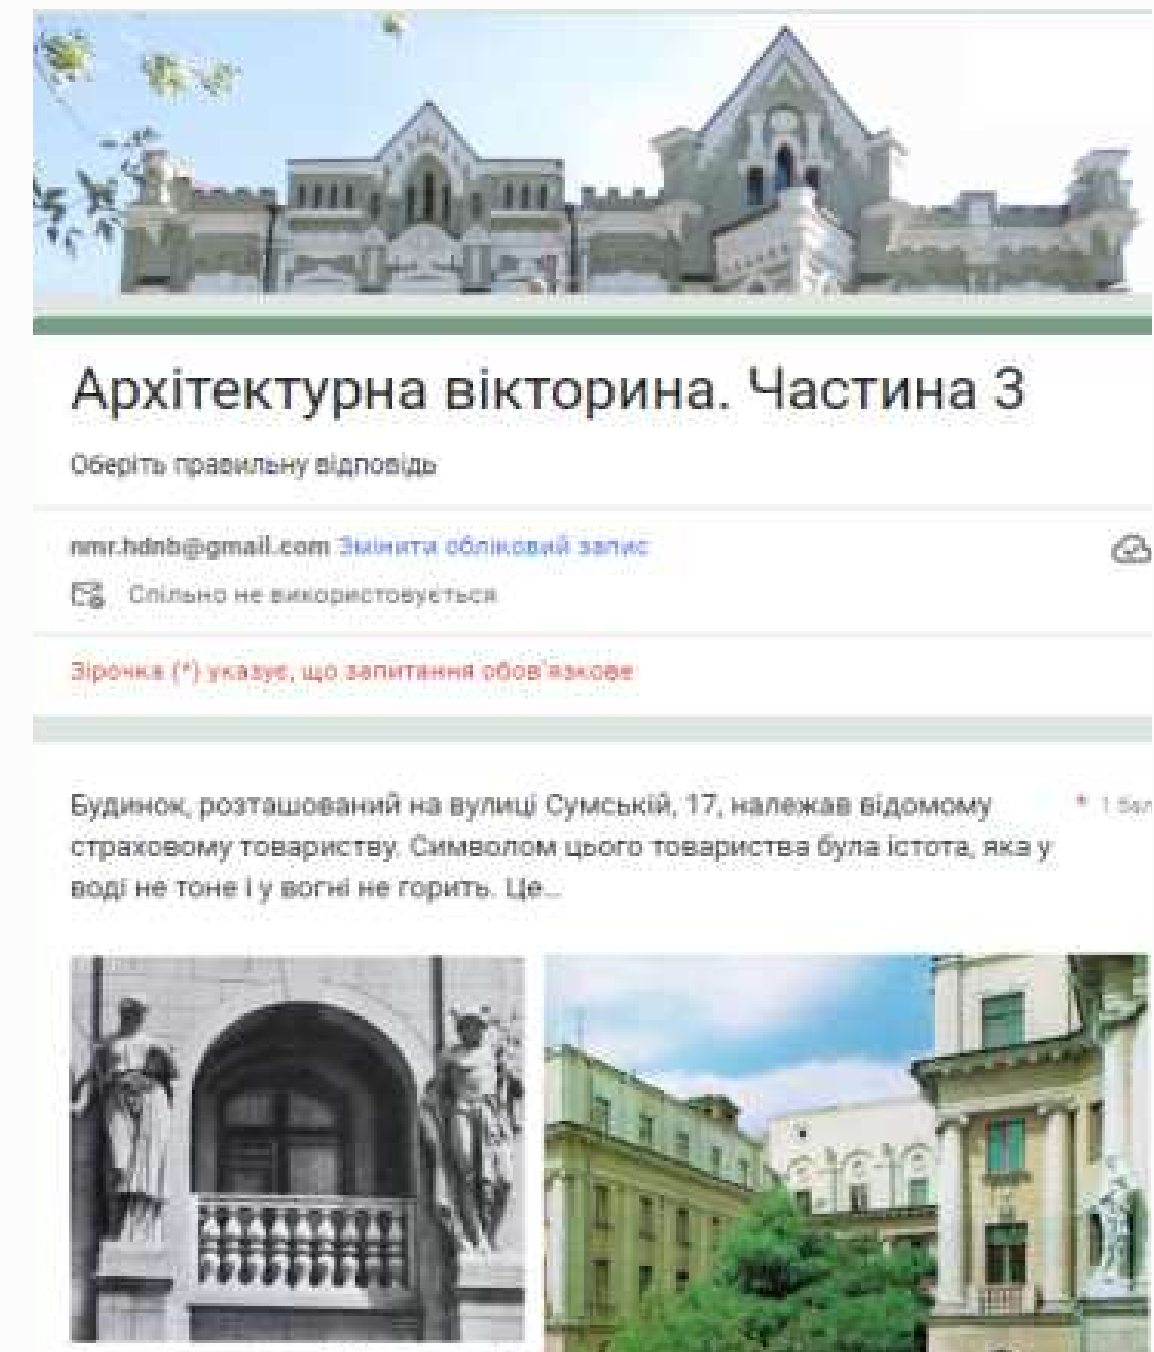 Архітектурна вікторина. Частина 3
Оберіть правильну відповідь
nmr.hdnb@gmail.com Змінити обліковий запис
Спільно не використовується
Зірочка (*) указує, що запитання обов'язкове
Будинок, розташований на вулиці Сумській, 17, належав відомому * 1
страховому товариству. Символом цього товариства була істота, яка у
воді не тоне і у вогні не горить. Це...